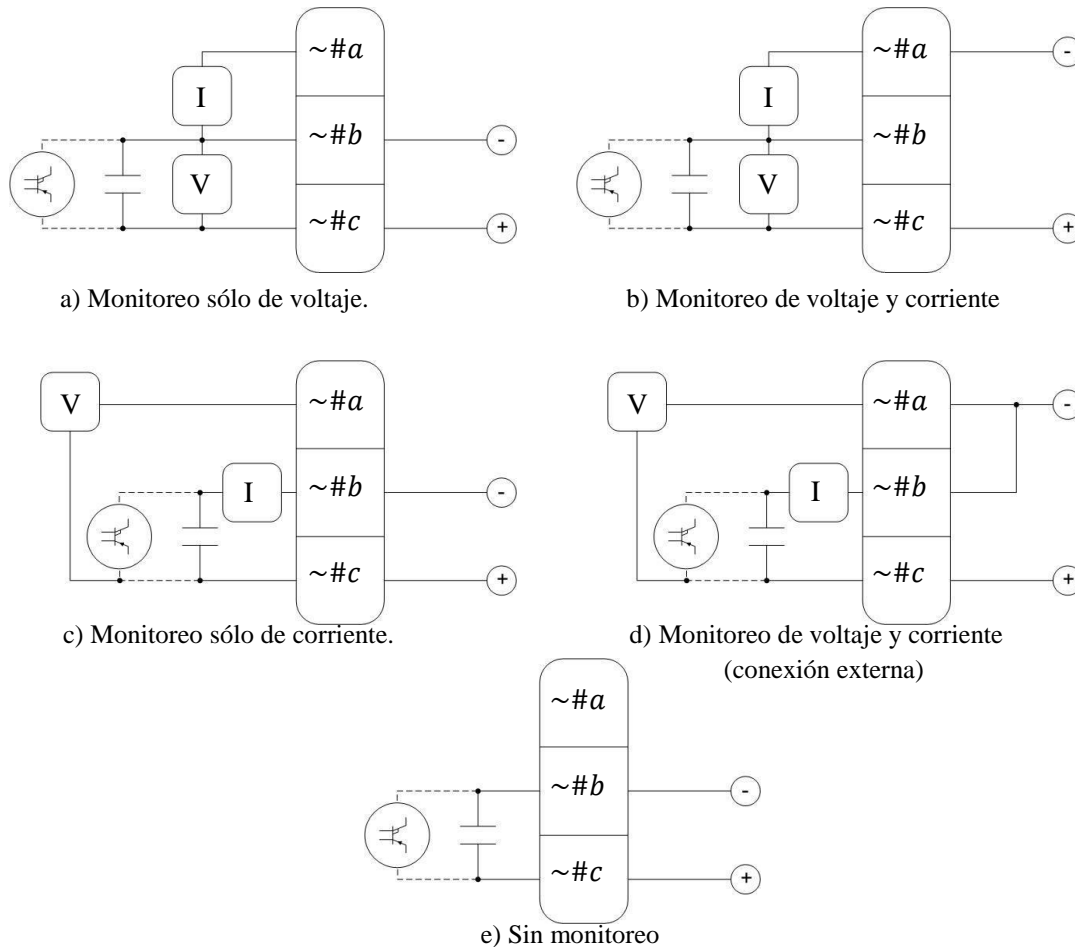 ~#a
I
~#b
-
V
~#c
+
a) Monitoreo sólo de voltaje.
~#a
-
I
~#b
V
~#c
+
b) Monitoreo de voltaje y corriente
V
~#a
I
~#b
-
~#c
+
c) Monitoreo sólo de corriente.
V
~#a
-
I
~#b
~#c
+
d) Monitoreo de voltaje y corriente
(conexión externa)
~#a
~#b
-
~#c
+
e) Sin monitoreo